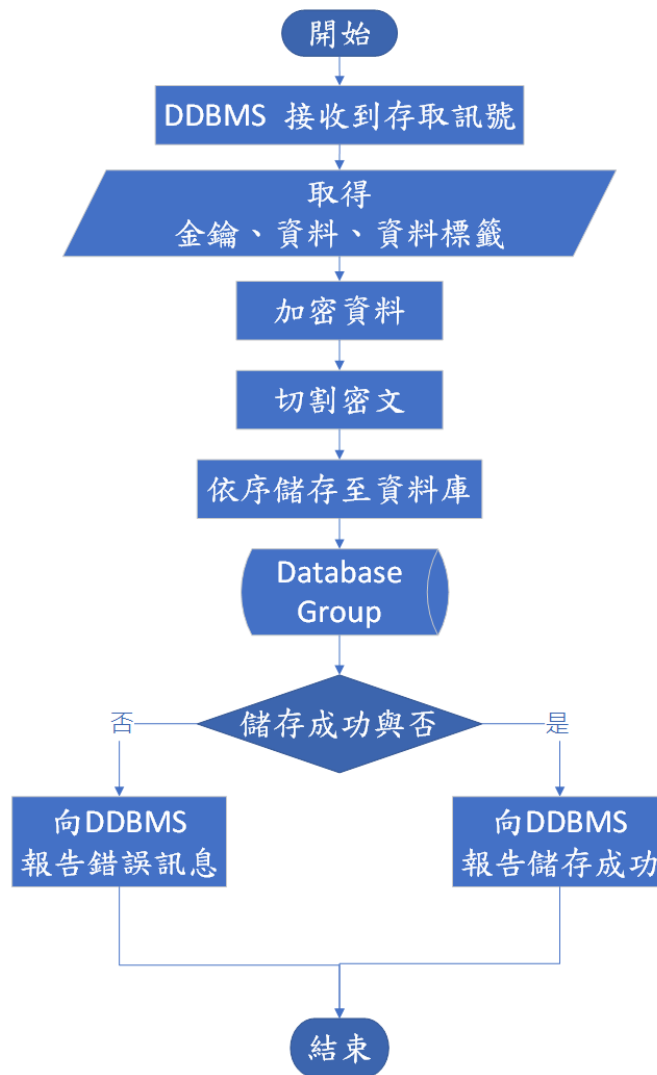 開始
DDBMS 接收到存取訊號
取得
金鑰、資料、資料標籤
加密資料
切割密文
依序儲存至資料庫
Database
Group
儲存成功與否
否
是
向DDBMS
報告錯誤訊息
向DDBMS
報告儲存成功
結束